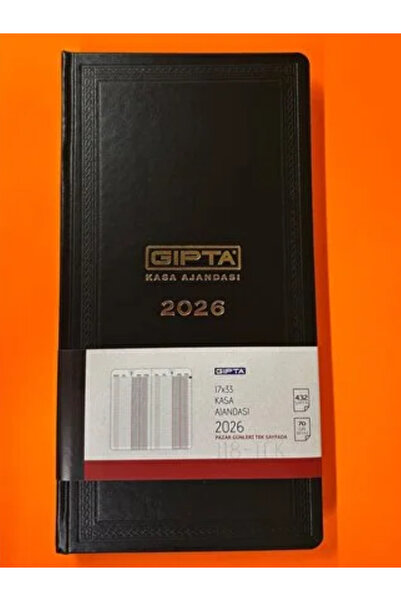 GIPTA®
KASA AJANDASI
2026
GIPTA
17x33
KASA
AJANDASI
2026
PAZAR GÜNLERİ TEK SAYFADA
432
70